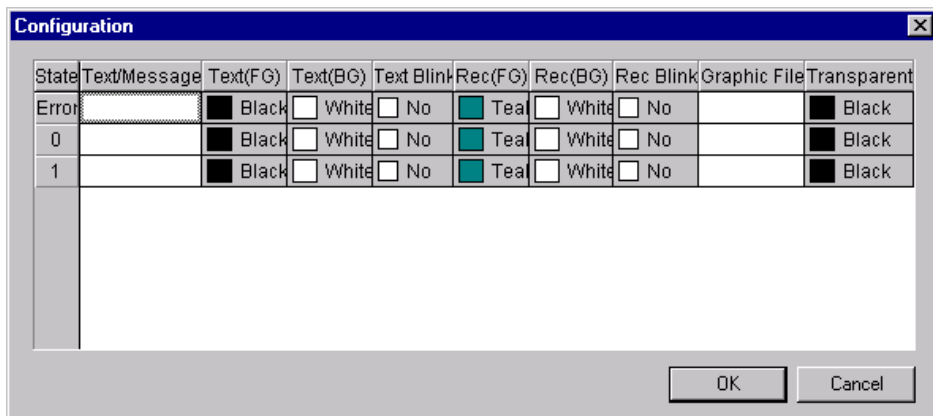 Configuration
State Text/Message Text(FG) Text(BG) Text Blink Rec(FG) Rec(BG) Rec Blink Graphic File Transparent
Error Black White No Teal White No Black
0 Black White No Teal White No Black
1 Black White No Teal White No Black
OK Cancel